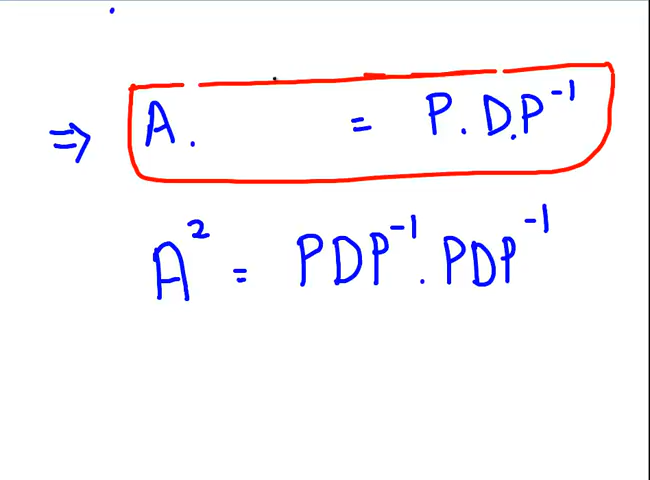 ⇒ A. = P.D.P⁻¹
A² = PDP⁻¹.PDP⁻¹